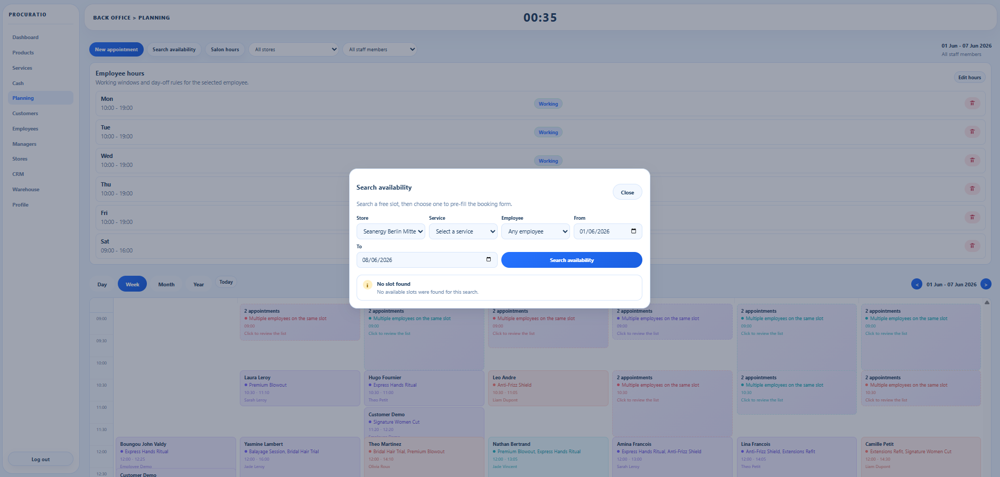 PROCURATIO
Dashboard
Products
Services
Cash
Planning
Customers
Employees
Managers
Stores
CRM
Warehouse
Profile
Log out
BACK OFFICE > PLANNING
00:35
New appointment
Search availability
Salon hours
All stores
All staff members
01 Jun - 07 Jun 2026
All staff members
Employee hours
Working windows and day-off rules for the selected employee.
Edit hours
Mon
10:00 - 19:00
Working
Tue
10:00 - 19:00
Working
Wed
10:00 - 19:00
Working
Thu
10:00 - 19:00
Fri
10:00 - 19:00
Sat
09:00 - 16:00
Search availability
Close
Search a free slot, then choose one to pre-fill the booking form.
Store
Service
Employee
From
Seanergy Berlin Mitte
Select a service
Any employee
01/06/2026
To
08/06/2026
Search availability
i
No slot found
No available slots were found for this search.
Day
Week
Month
Year
Today
<
01 Jun - 07 Jun 2026
>
09:00
09:30
10:00
10:30
11:00
11:30
12:00
12:30
Boungou John Valdy
Express Hands Ritual
12:00 - 12:25
Employee Demo
Customer Demo
2 appointments
Multiple employees on the same slot
09:00
Click to review the list
Laura Leroy
Premium Blowout
10:30 - 11:10
Sarah Leroy
Yasmine Lambert
Balayage Session, Bridal Hair Trial
12:00 - 16:00
Jade Leroy
2 appointments
Multiple employees on the same slot
09:00
Click to review the list
Hugo Fournier
Express Hands Ritual
10:30 - 11:00
Theo Petit
Customer Demo
Signature Women Cut
11:20 - 12:20
Employee Demo
Theo Martinez
Bridal Hair Trial, Premium Blowout
12:00 - 14:10
Olivia Roux
2 appointments
Multiple employees on the same slot
09:00
Click to review the list
Leo Andre
Anti-Frizz Shield
10:30 - 11:05
Liam Dupont
Nathan Bertrand
Premium Blowout, Express Hands Ritual
12:00 - 13:05
Jade Vincent
2 appointments
Multiple employees on the same slot
09:00
Click to review the list
2 appointments
Multiple employees on the same slot
10:30
Click to review the list
Amina Francois
Express Hands Ritual, Anti-Frizz Shield
12:00 - 13:00
Sarah Leroy
2 appointments
Multiple employees on the same slot
09:00
Click to review the list
2 appointments
Multiple employees on the same slot
10:30
Click to review the list
Lina Francois
Anti-Frizz Shield, Extensions Refit
12:00 - 14:05
Theo Petit
2 appointments
Multiple employees on the same slot
09:00
Click to review the list
2 appointments
Multiple employees on the same slot
10:30
Click to review the list
Camille Petit
Extensions Refit, Signature Women Cut
12:00 - 14:30
Liam Dupont